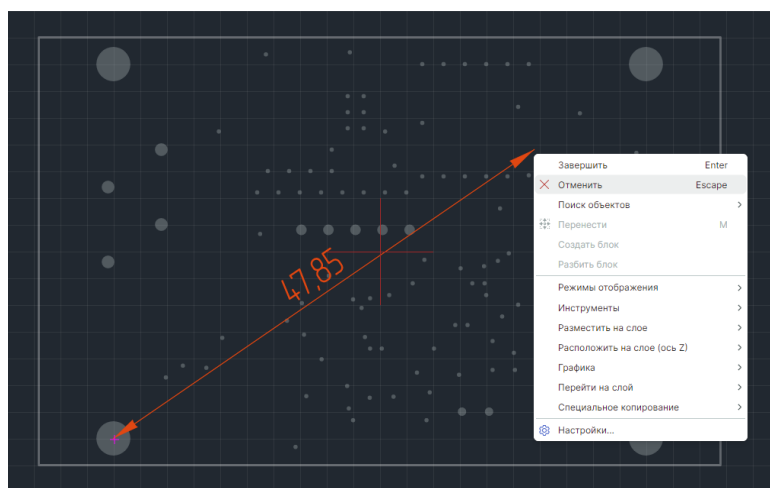 47,85
Завершить Enter
Отменить Escape
Поиск объектов
Перенести M
Создать блок
Разбить блок
Режимы отображения
Инструменты
Разместить на слое
Расположить на слое (ось Z)
Графика
Перейти на слой
Специальное копирование
Настройки...